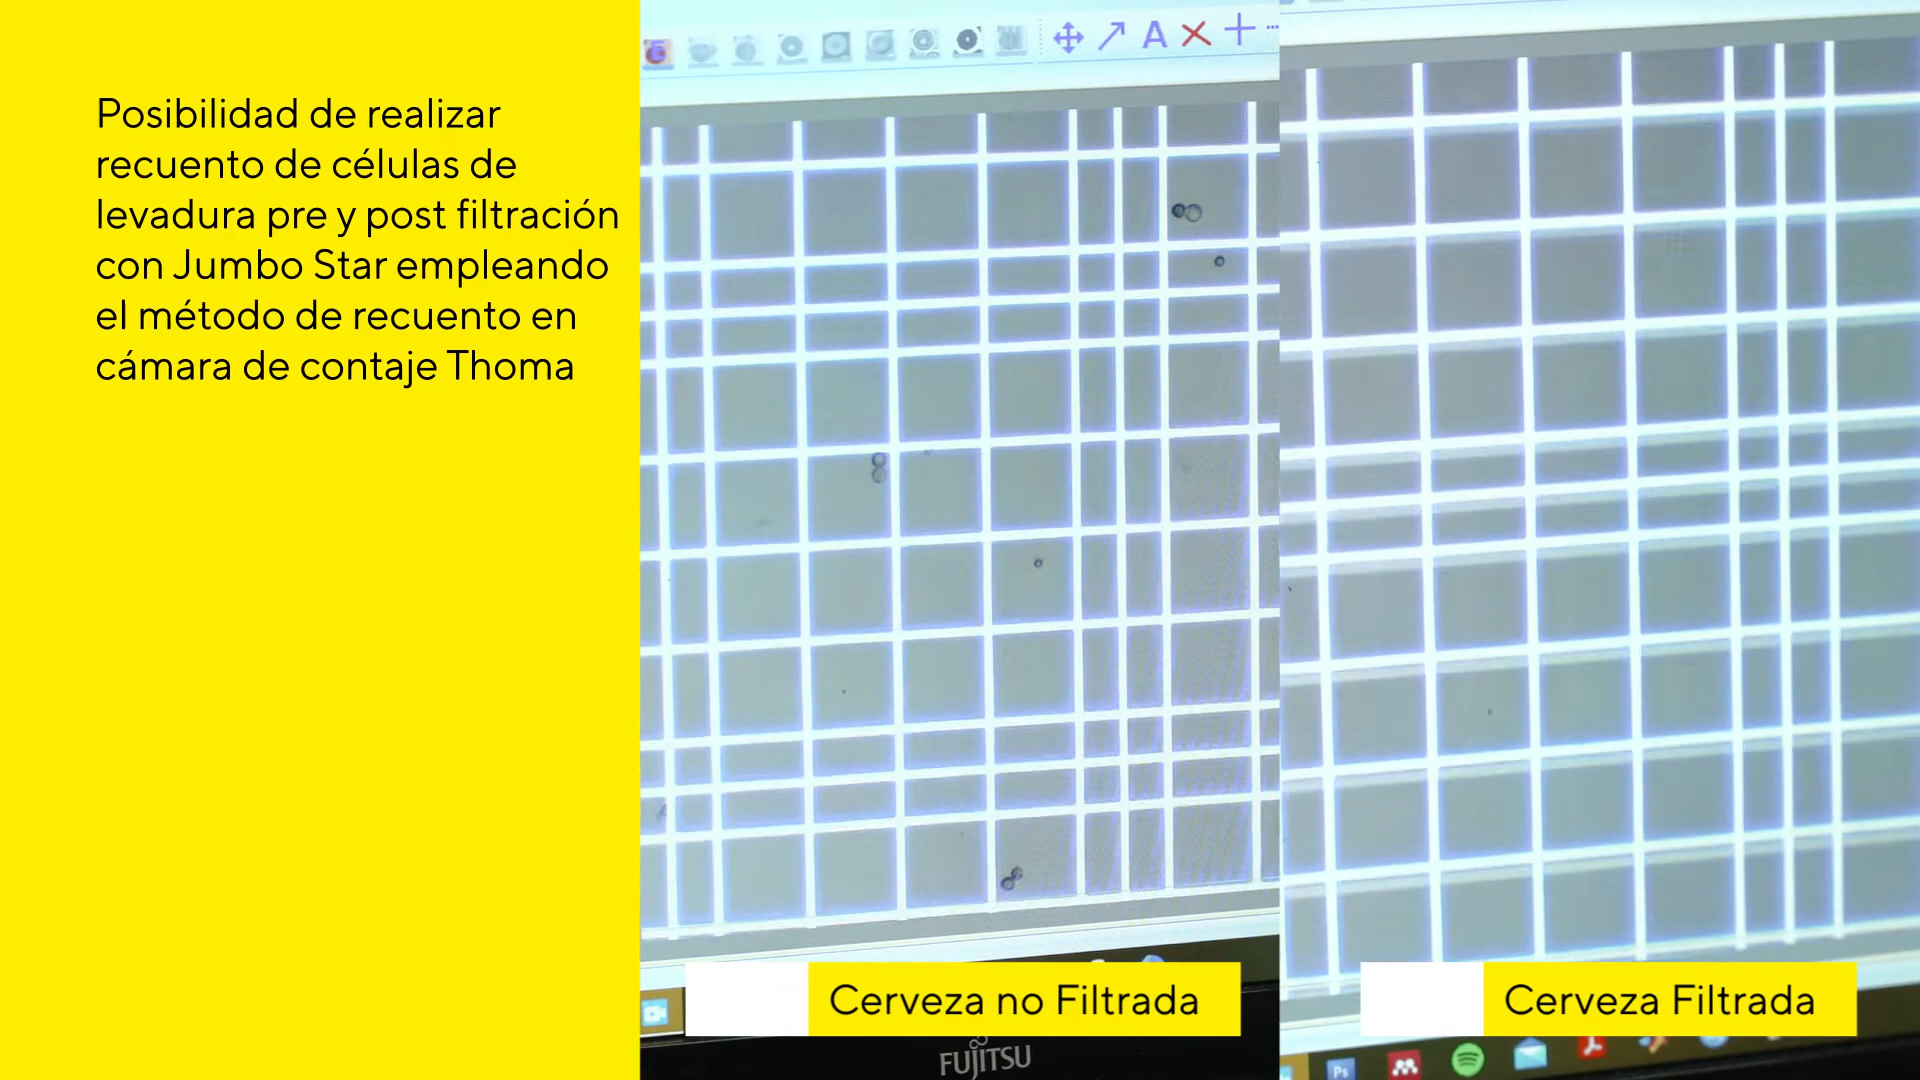 Posibilidad de realizar
recuento de células de
levadura pre y post filtración
con Jumbo Star empleando
el método de recuento en
cámara de contaje Thoma
A
Cerveza no Filtrada
Cerveza Filtrada
FUJITSU
Ps